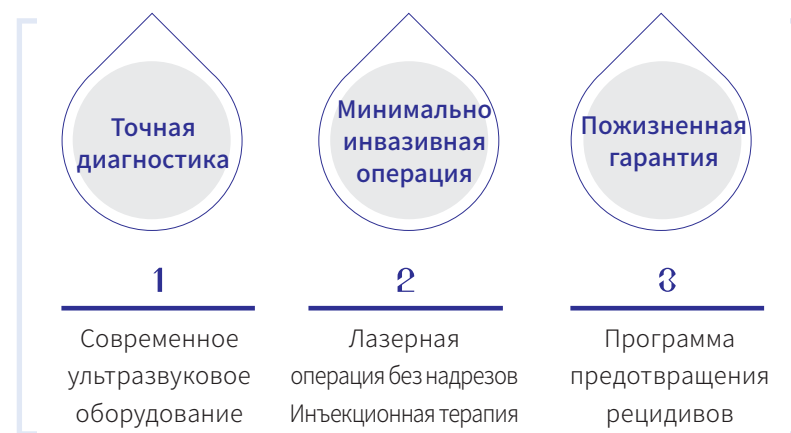 Точная
диагностика
Минимально
инвазивная
операция
Пожизненная
гарантия
1
2
3
Современное
ультразвуковое
оборудование
Лазерная
операция без надрезов
Инъекционная терапия
Программа
предотвращения
рецидивов